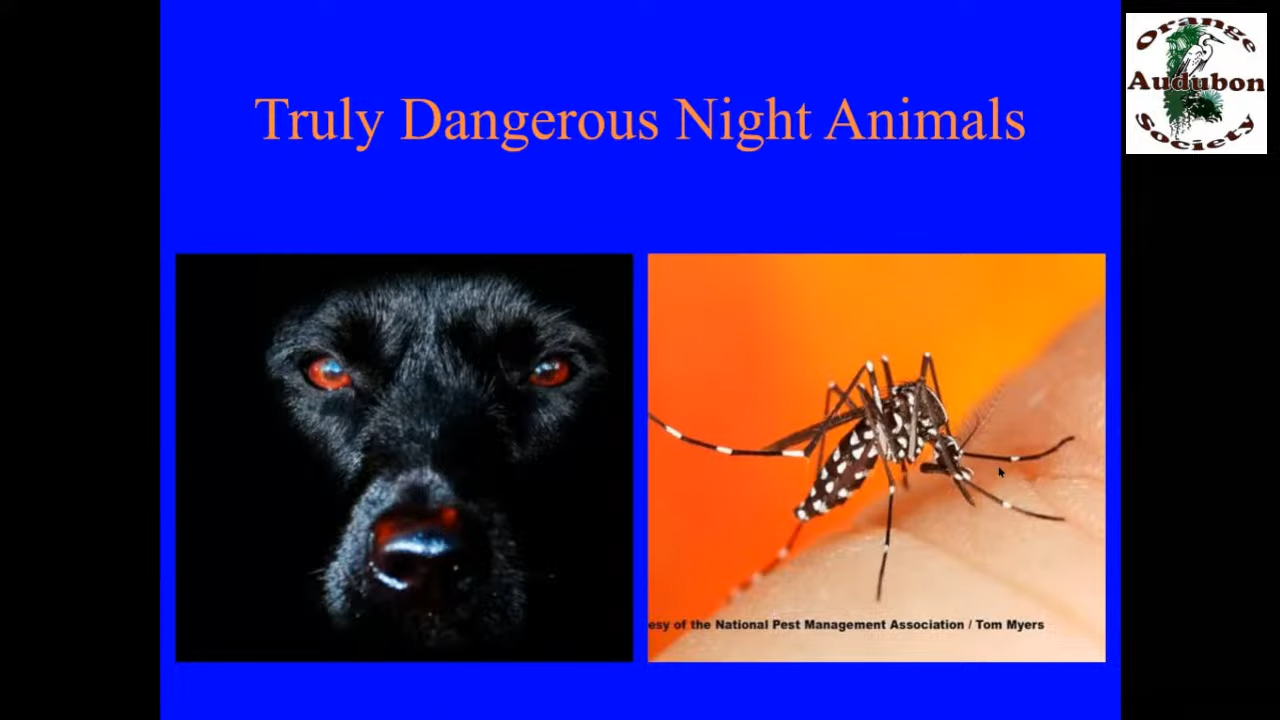 Truly Dangerous Night Animals
Orange
Audubon
Society
esy of the National Pest Management Association / Tom Myers